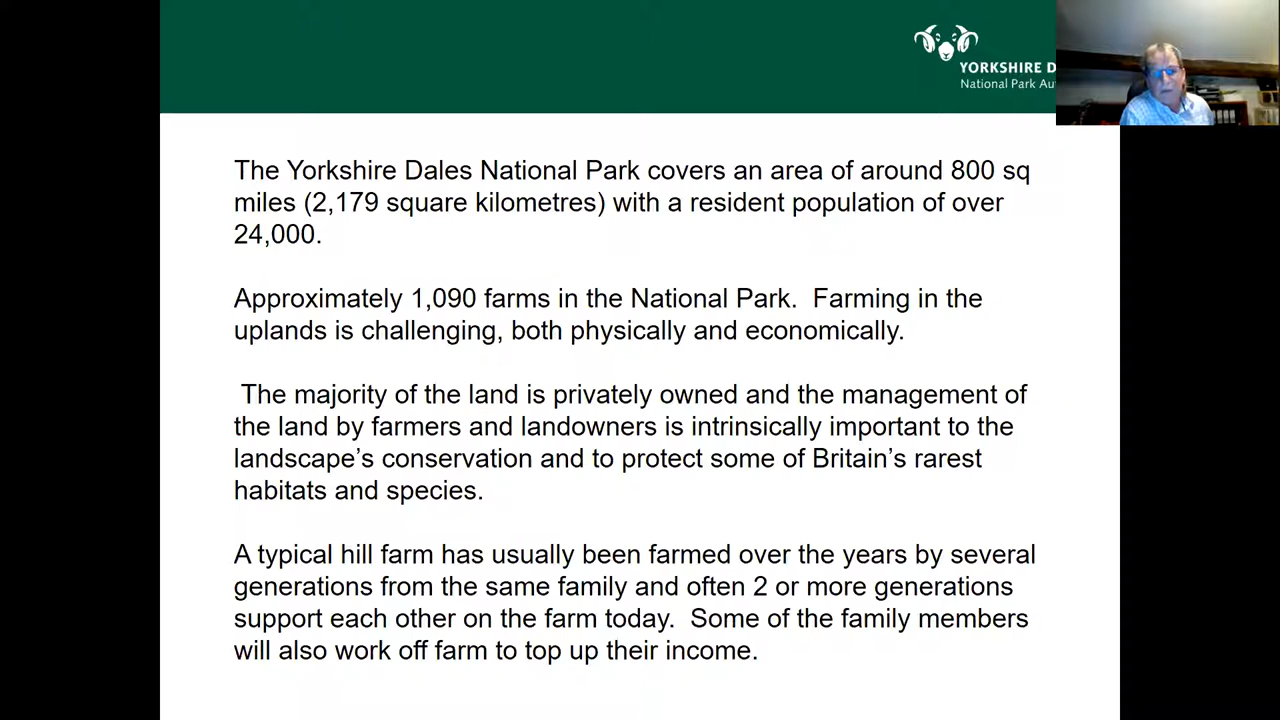 YORKSHIRE D
National Park Au
The Yorkshire Dales National Park covers an area of around 800 sq
miles (2,179 square kilometres) with a resident population of over
24,000.
Approximately 1,090 farms in the National Park.  Farming in the
uplands is challenging, both physically and economically.
The majority of the land is privately owned and the management of
the land by farmers and landowners is intrinsically important to the
landscape’s conservation and to protect some of Britain’s rarest
habitats and species.
A typical hill farm has usually been farmed over the years by several
generations from the same family and often 2 or more generations
support each other on the farm today.  Some of the family members
will also work off farm to top up their income.